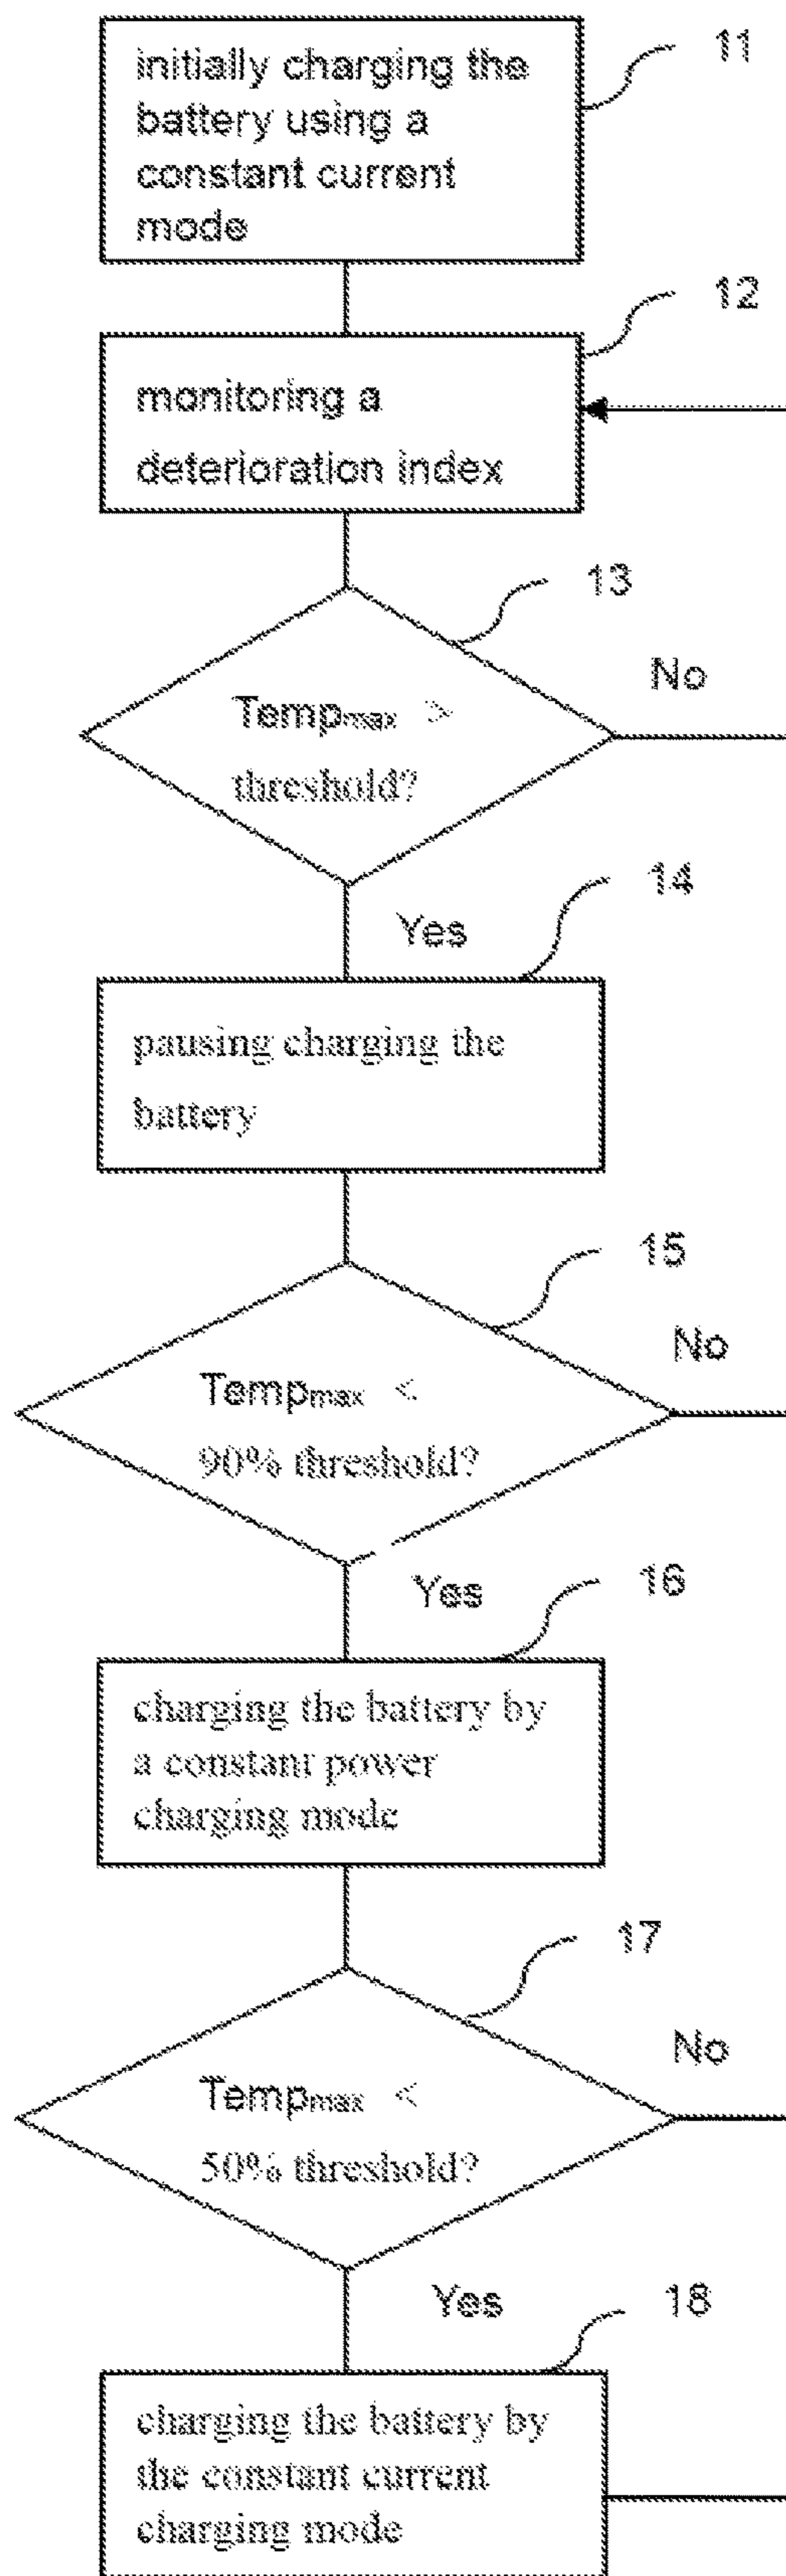 initially charging the
battery using a
constant current
mode
11
monitoring a
deterioration index
12
13
Tempmax >
threshold?
No
Yes
14
pausing charging the
battery
15
Tempmax <
90% threshold?
No
Yes
16
charging the battery by
a constant power
charging mode
17
Tempmax <
50% threshold?
No
Yes
18
charging the battery by
the constant current
charging mode